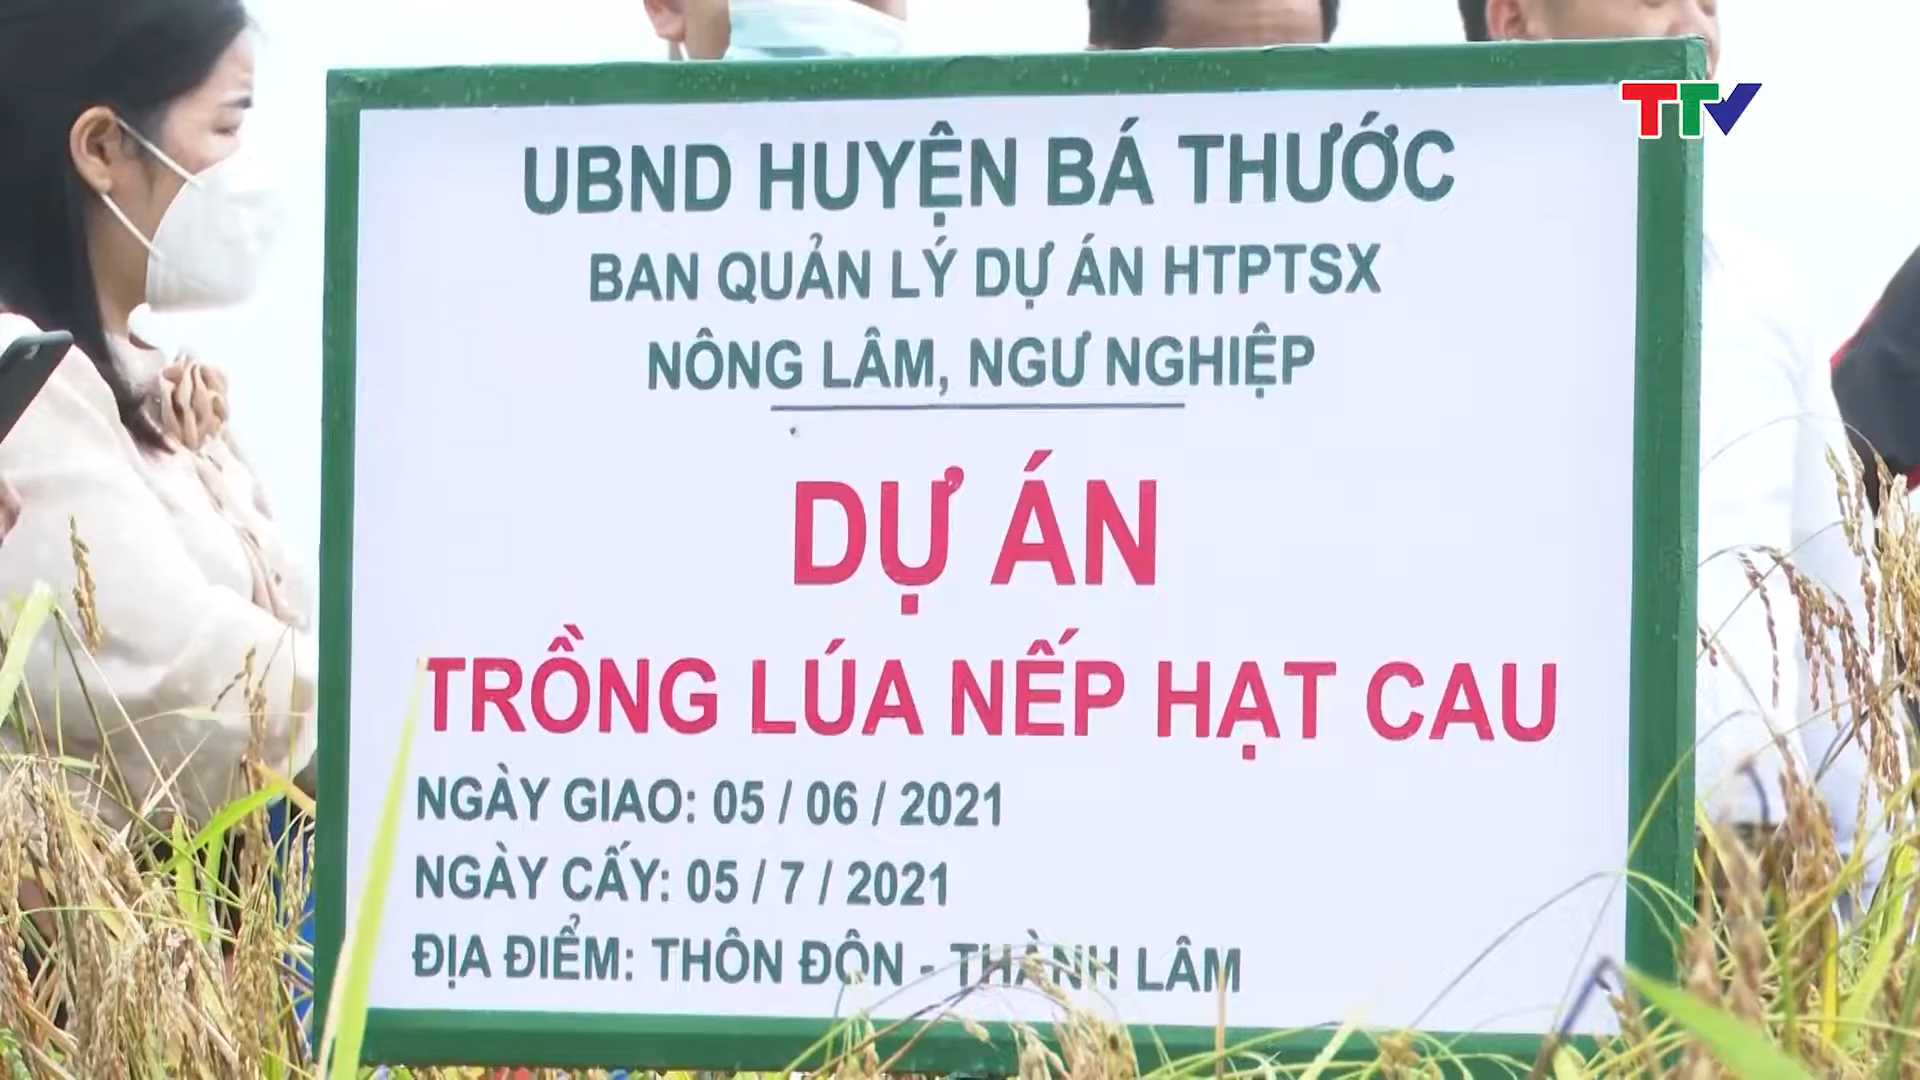 TTV
UBND HUYỆN BÁ THƯỚC
BAN QUẢN LÝ DỰ ÁN HTPTSX
NÔNG LÂM, NGƯ NGHIỆP
DỰ ÁN
TRỒNG LÚA NẾP HẠT CAU
NGÀY GIAO: 05 / 06 / 2021
NGÀY CẤY: 05 / 7 / 2021
ĐỊA ĐIỂM: THÔN ĐÔN - THÀNH LÂM